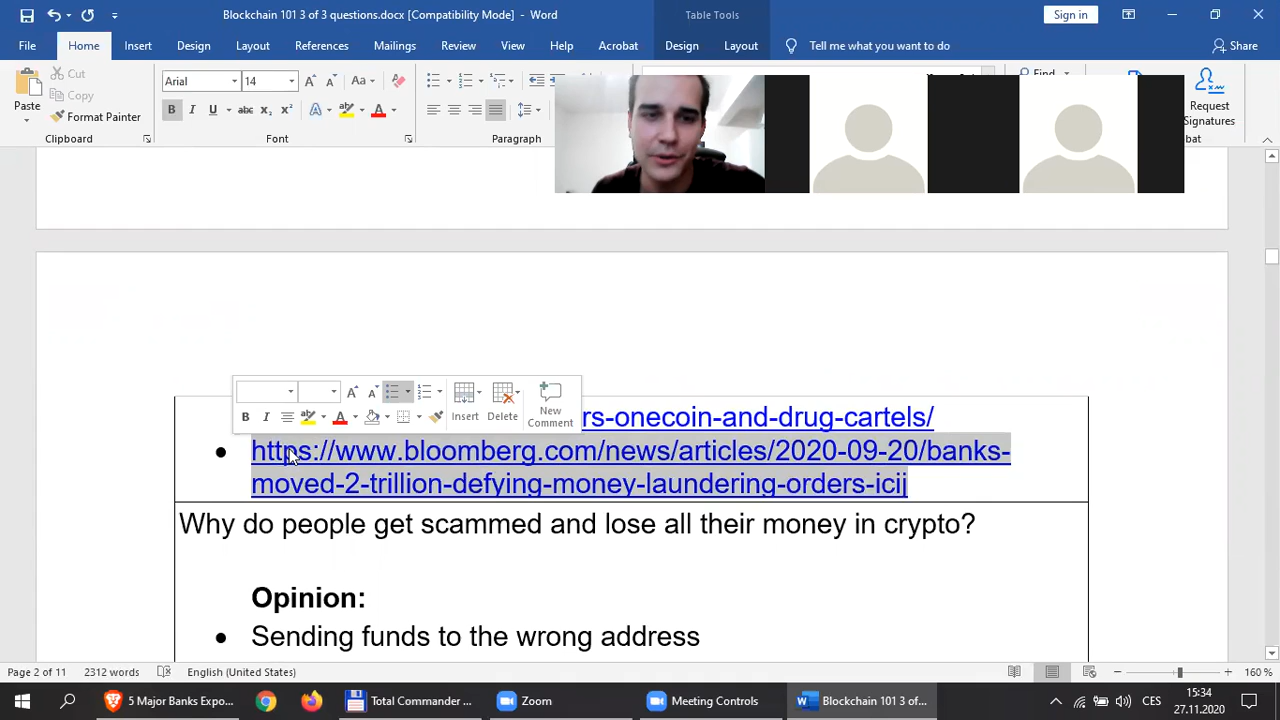 Blockchain 101 3 of 3 questions.docx [Compatibility Mode] - Word
Table Tools
Sign in
File Home Insert Design Layout References Mailings Review View Help Acrobat Design Layout Tell me what you want to do Share
Paste
Cut
Copy
Format Painter
Clipboard
Arial 14
Font
Paragraph
Find
Request
Signatures
bat
Insert Delete New
Comment
rs-onecoin-and-drug-cartels/
● https://www.bloomberg.com/news/articles/2020-09-20/banks-
moved-2-trillion-defying-money-laundering-orders-icij
Why do people get scammed and lose all their money in crypto?
Opinion:
● Sending funds to the wrong address
Page 2 of 11 2312 words English (United States) 160 %
5 Major Banks Expo... Total Commander ... Zoom Meeting Controls Blockchain 101 3 of... CES 15:34
27.11.2020